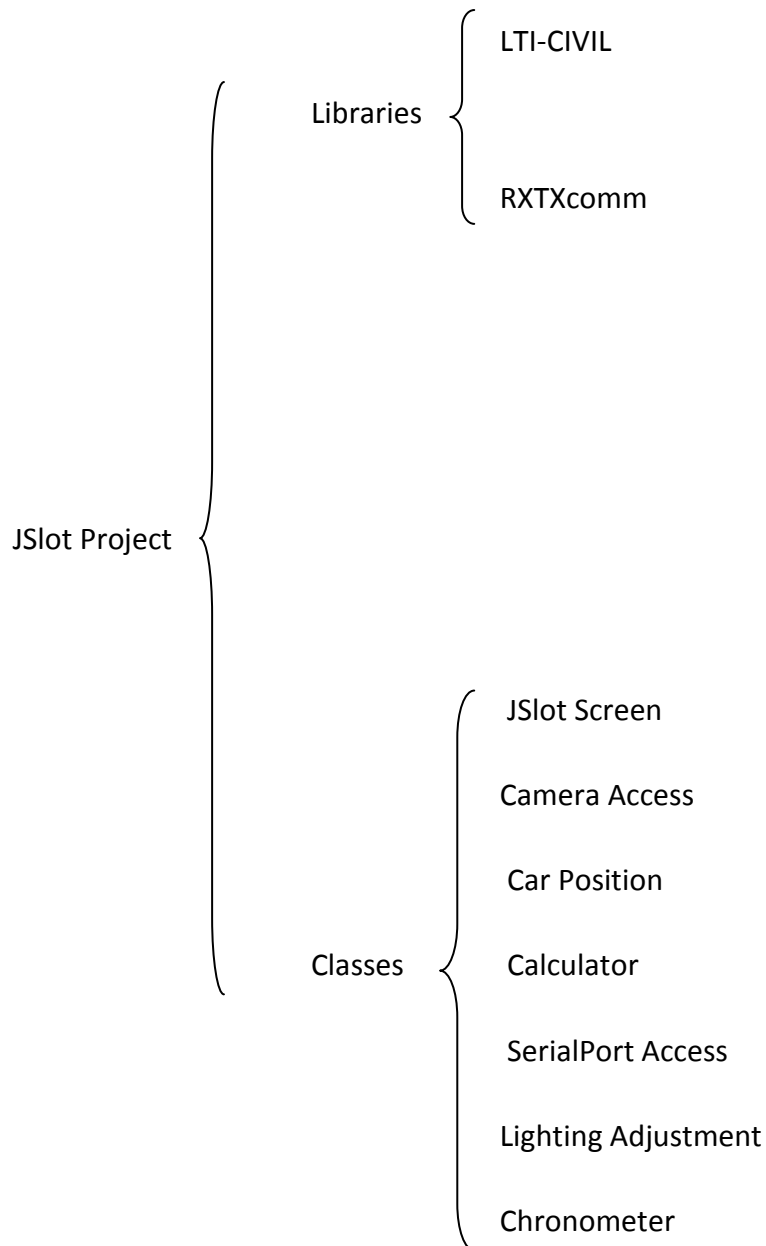 LTI-CIVIL
Libraries
RXTXcomm
JSlot Project
JSlot Screen
Camera Access
Car Position
Classes
Calculator
SerialPort Access
Lighting Adjustment
Chronometer